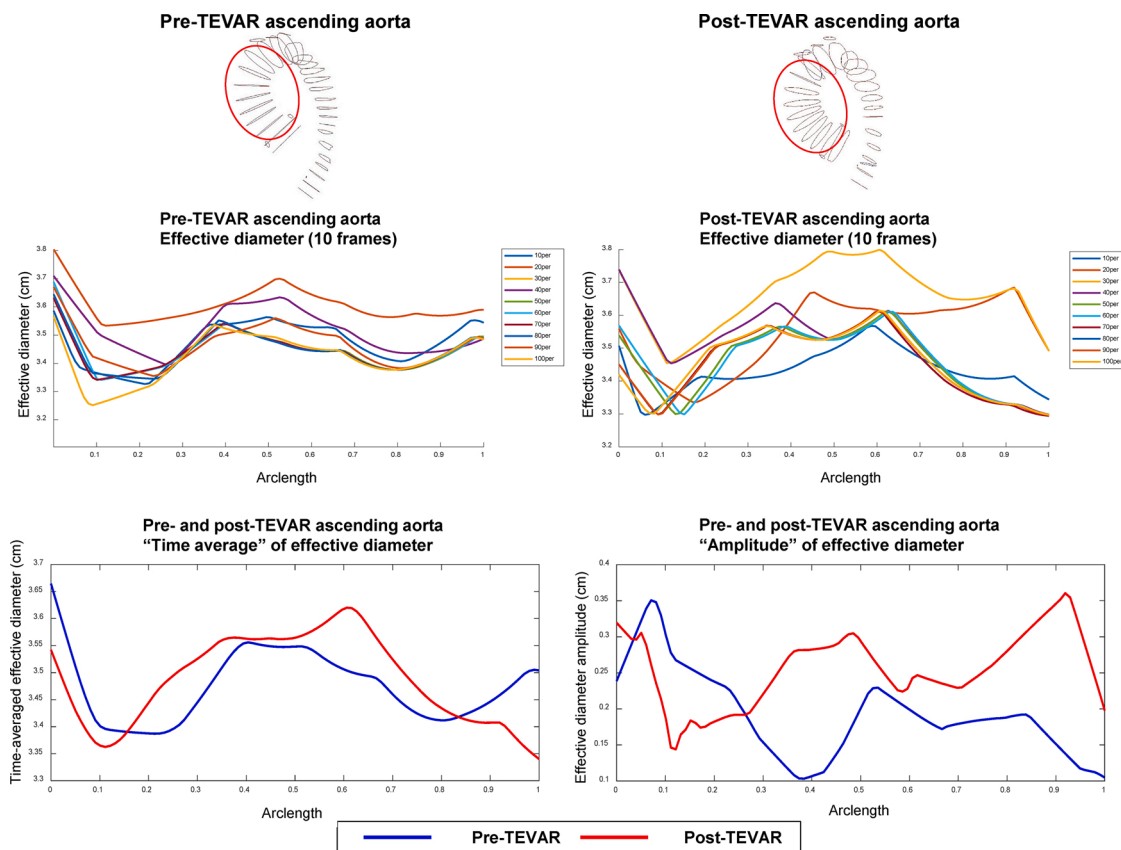 Pre-TEVAR ascending aorta
Post-TEVAR ascending aorta
Pre-TEVAR ascending aorta
Effective diameter (10 frames)
Effective diameter (cm)
3.8
3.7
3.6
3.5
3.4
3.3
3.2
0.1
0.2
0.3
0.4
0.5
0.6
0.7
0.8
0.9
1
Arclength
10per
20per
30per
40per
50per
60per
70per
80per
90per
100per
Post-TEVAR ascending aorta
Effective diameter (10 frames)
Effective diameter (cm)
3.8
3.7
3.6
3.5
3.4
3.3
3.2
0
0.1
0.2
0.3
0.4
0.5
0.6
0.7
0.8
0.9
1
Arclength
10per
20per
30per
40per
50per
60per
70per
80per
90per
100per
Pre- and post-TEVAR ascending aorta
“Time average” of effective diameter
Time-averaged effective diameter (cm)
3.7
3.65
3.6
3.55
3.5
3.45
3.4
3.35
3.3
0
0.1
0.2
0.3
0.4
0.5
0.6
0.7
0.8
0.9
1
Arclength
Pre- and post-TEVAR ascending aorta
“Amplitude” of effective diameter
Effective diameter amplitude (cm)
0.4
0.35
0.3
0.25
0.2
0.15
0.1
0
0.1
0.2
0.3
0.4
0.5
0.6
0.7
0.8
0.9
1
Arclength
Pre-TEVAR
Post-TEVAR